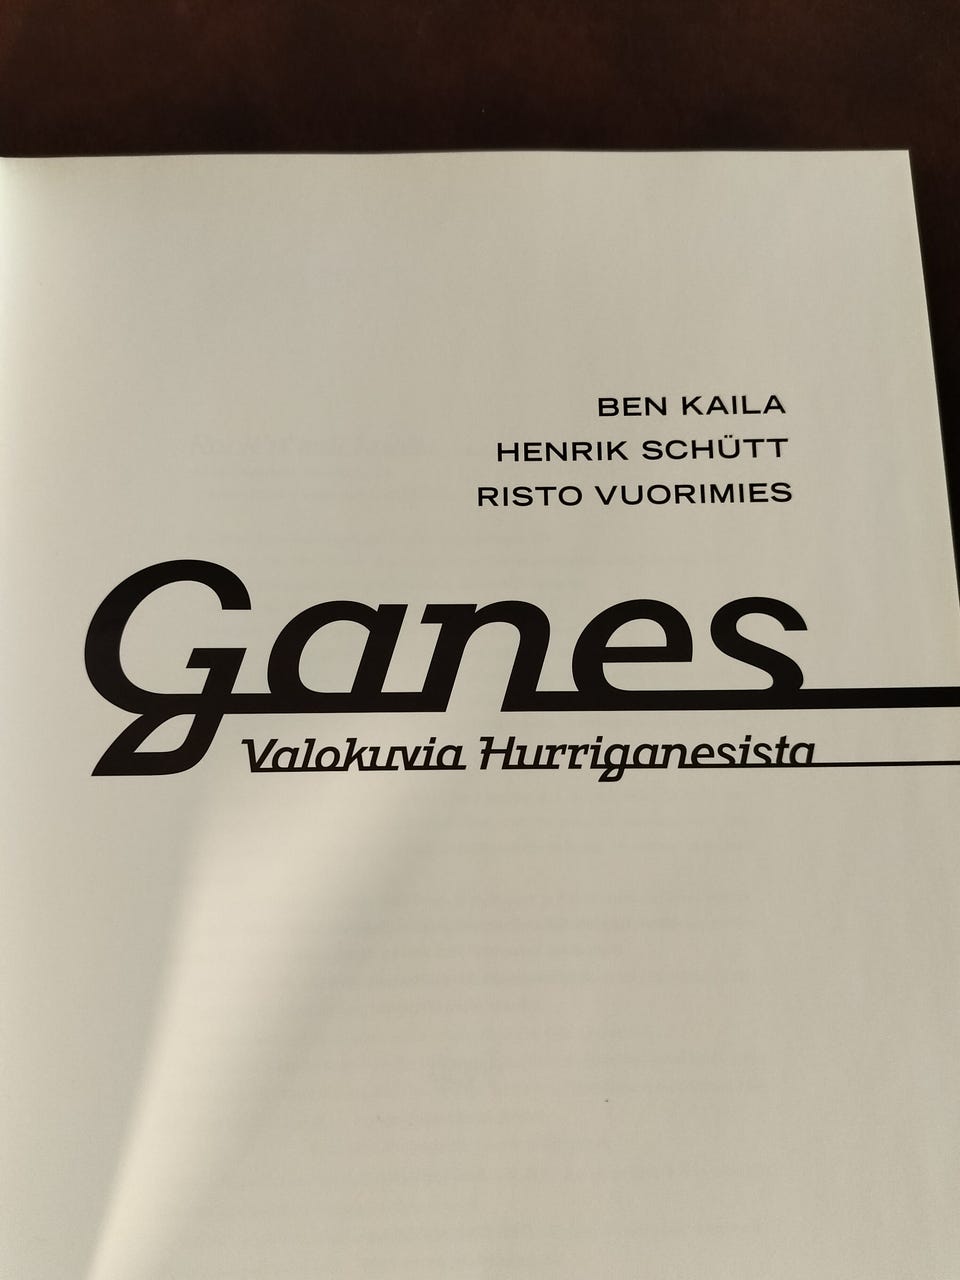 BEN KAILA
HENRIK SCHÜTT
RISTO VUORIMIES
Ganes
Valokuvia Hurriganesista